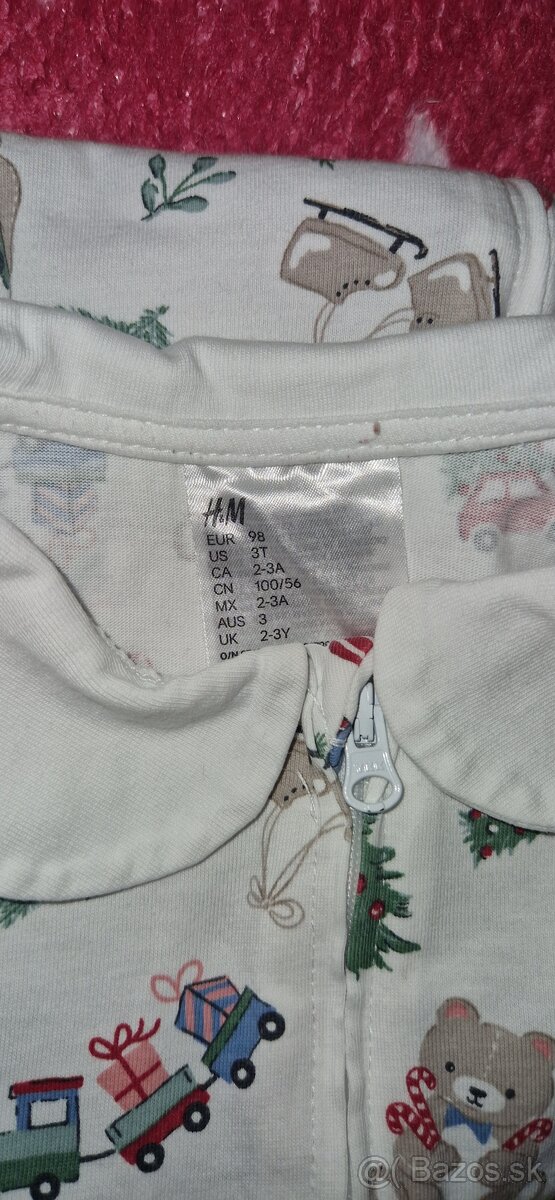 H&M
EUR 98
US 3T
CA 2-3A
CN 100/56
MX 2-3A
AUS 3
UK 2-3Y
O/N
@ Bazos.sk